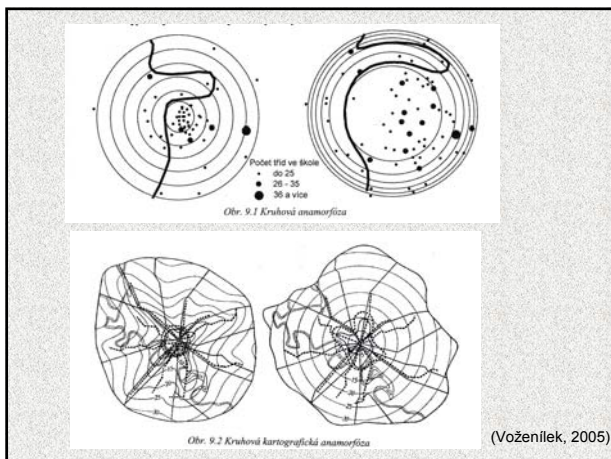 Počet tříd ve škole
do 25
26 - 35
36 a více
Obr. 9.1 Kruhová anamorfóza
Obr. 9.2 Kruhová kartografická anamorfóza
(Voženílek, 2005)